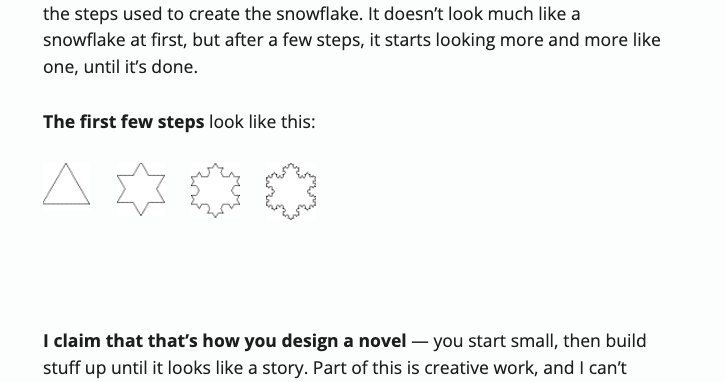 the steps used to create the snowflake. It doesn’t look much like a
snowflake at first, but after a few steps, it starts looking more and more like
one, until it’s done.
The first few steps look like this:
I claim that that’s how you design a novel — you start small, then build
stuff up until it looks like a story. Part of this is creative work, and I can’t